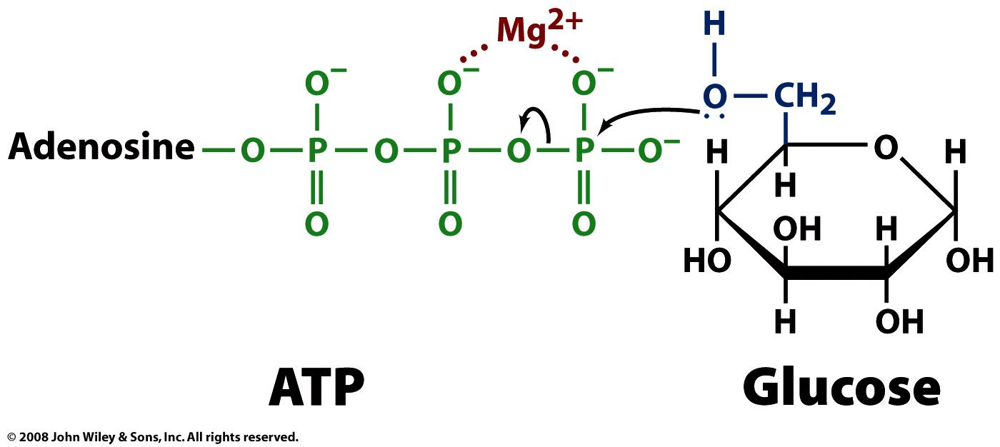 Mg2+
H
O− O− O− O CH2
Adenosine O P O P O P O− H O H
H
O O O OH H
HO OH
H OH
ATP Glucose
© 2008 John Wiley & Sons, Inc. All rights reserved.